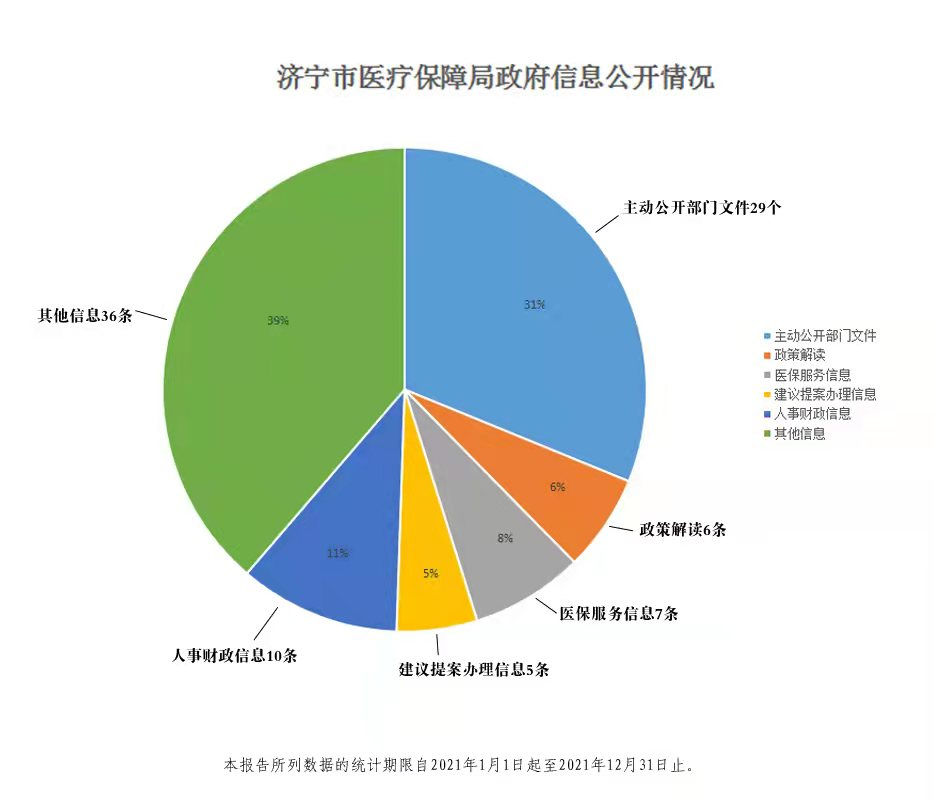 济宁市医疗保障局政府信息公开情况
主动公开部门文件29个
31%
其他信息36条
39%
主动公开部门文件
政策解读
医保服务信息
建议提案办理信息
人事财政信息
其他信息
6%
政策解读6条
8%
11%
5%
医保服务信息7条
人事财政信息10条
建议提案办理信息5条
本报告所列数据的统计期限自2021年1月1日起至2021年12月31日止。